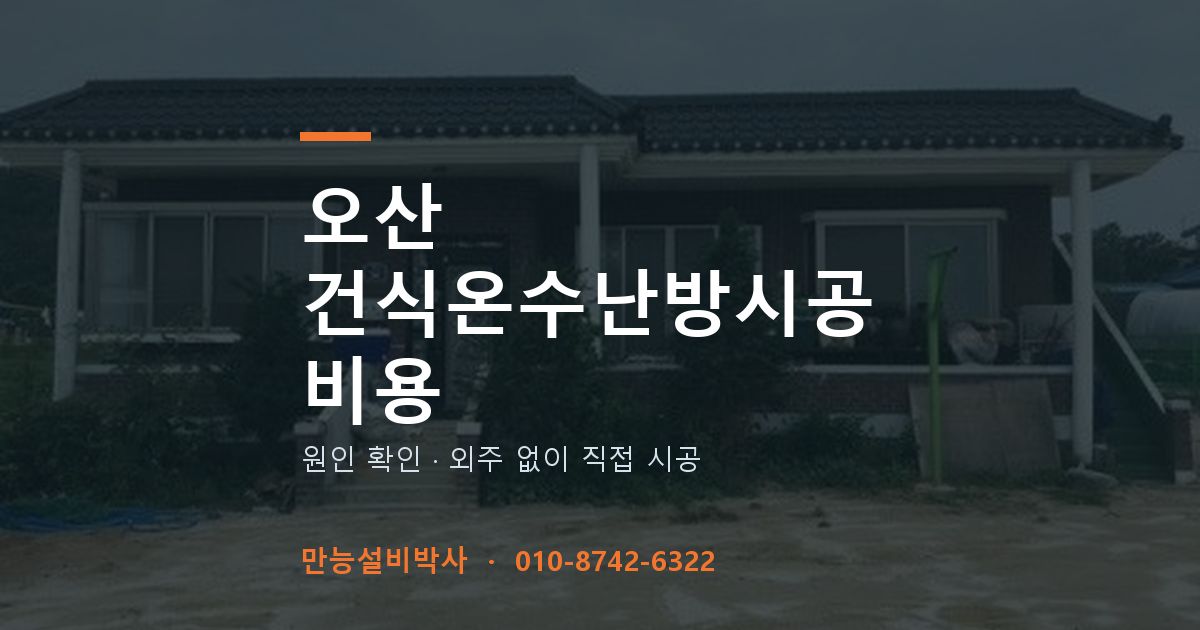 오산
건식온수난방시공
비용
원인 확인 · 외주 없이 직접 시공
만능설비박사 · 010-8742-6322